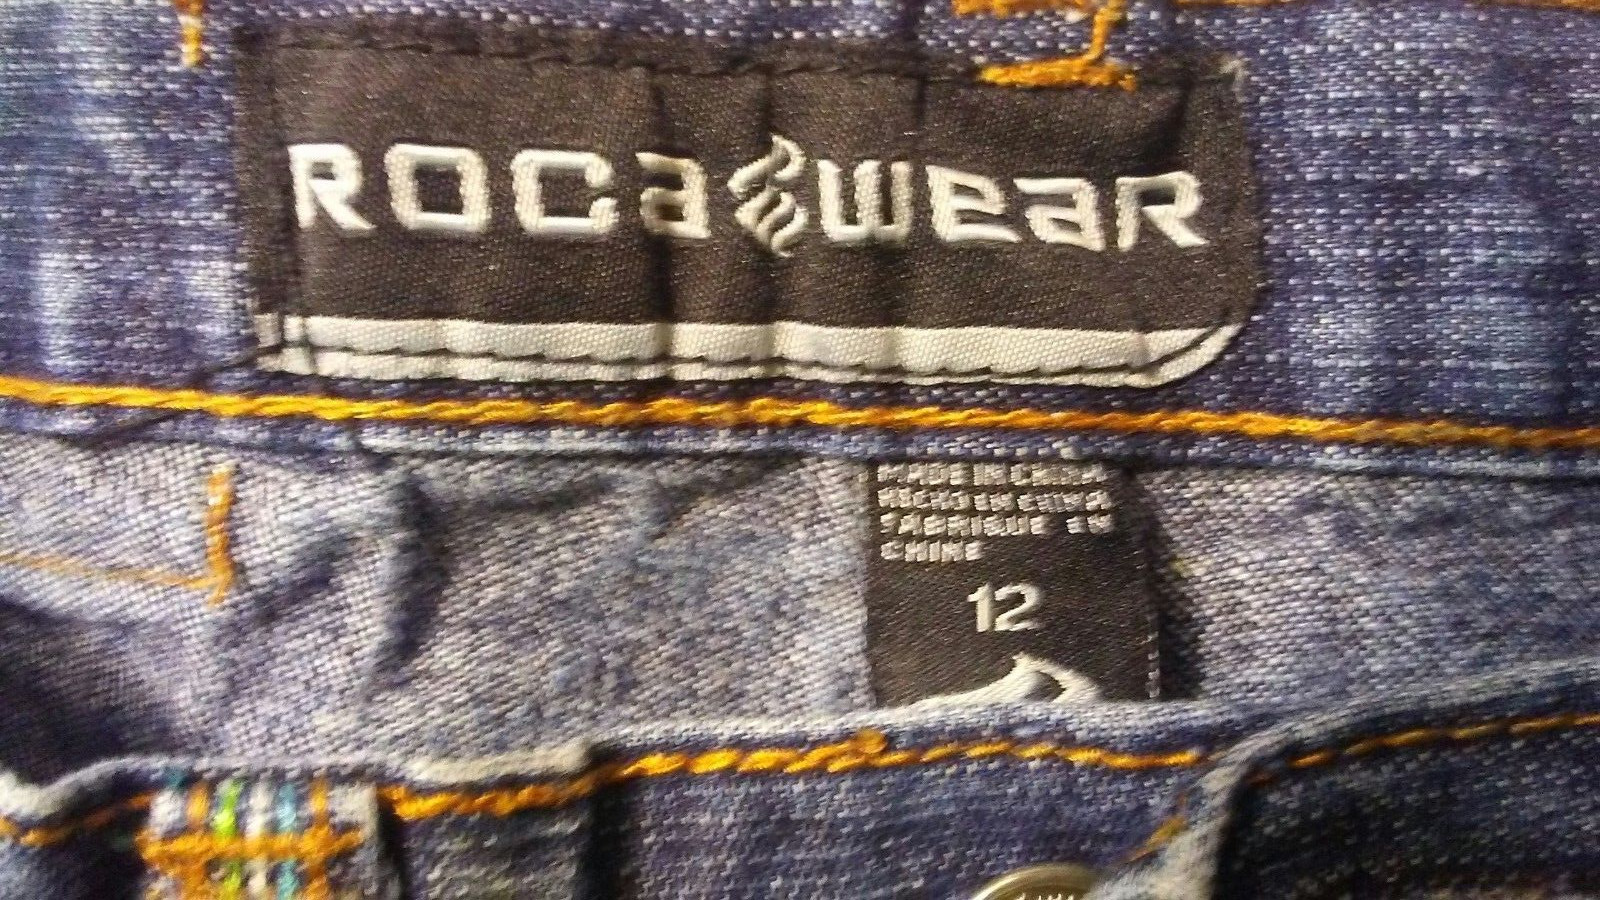 ROCAWEAR
MADE IN CHINA
HECHO EN CHINA
FABRIQUE EN
CHINE
12